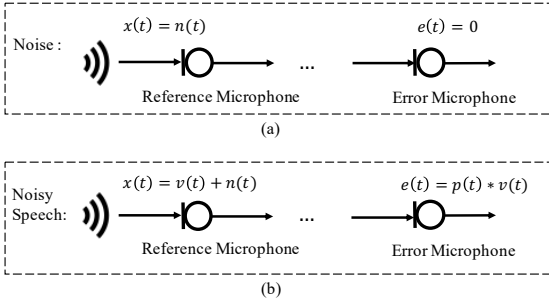 x(t) = n(t) e(t) = 0
Noise :
...
Reference Microphone Error Microphone
(a)
x(t) = v(t) + n(t) e(t) = p(t) * v(t)
Noisy
Speech:
...
Reference Microphone Error Microphone
(b)